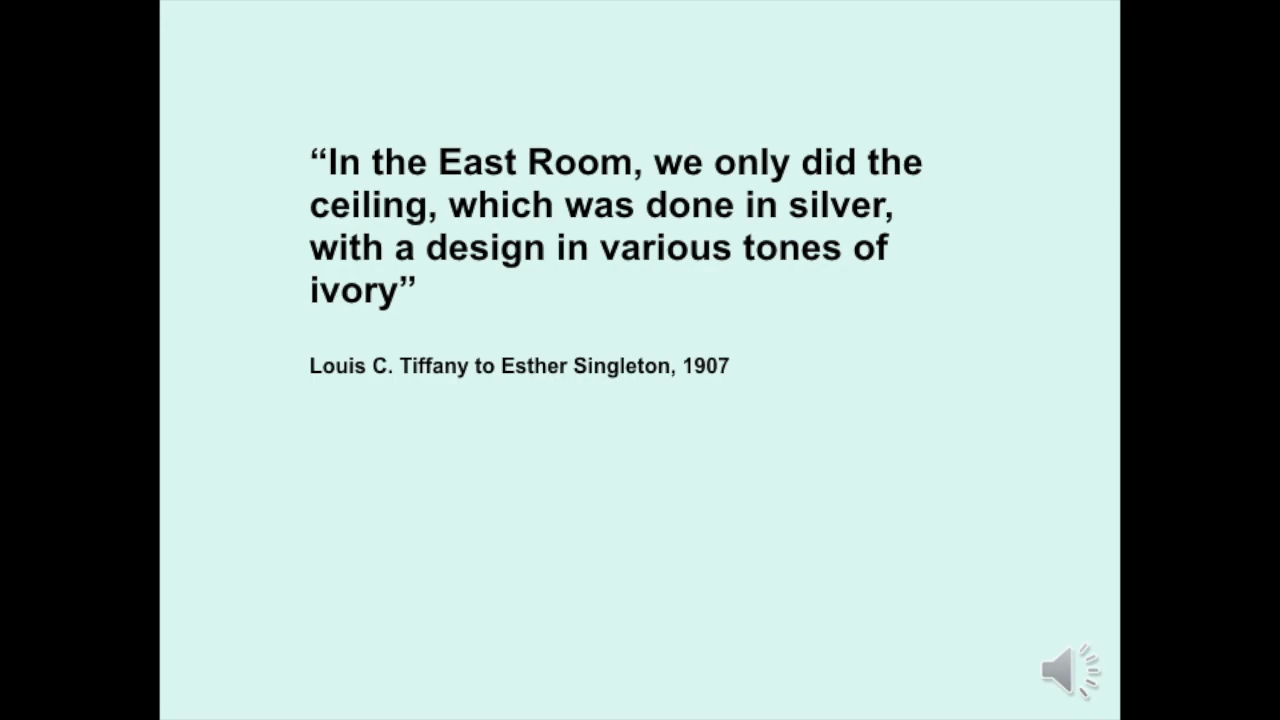 “In the East Room, we only did the
ceiling, which was done in silver,
with a design in various tones of
ivory”
Louis C. Tiffany to Esther Singleton, 1907